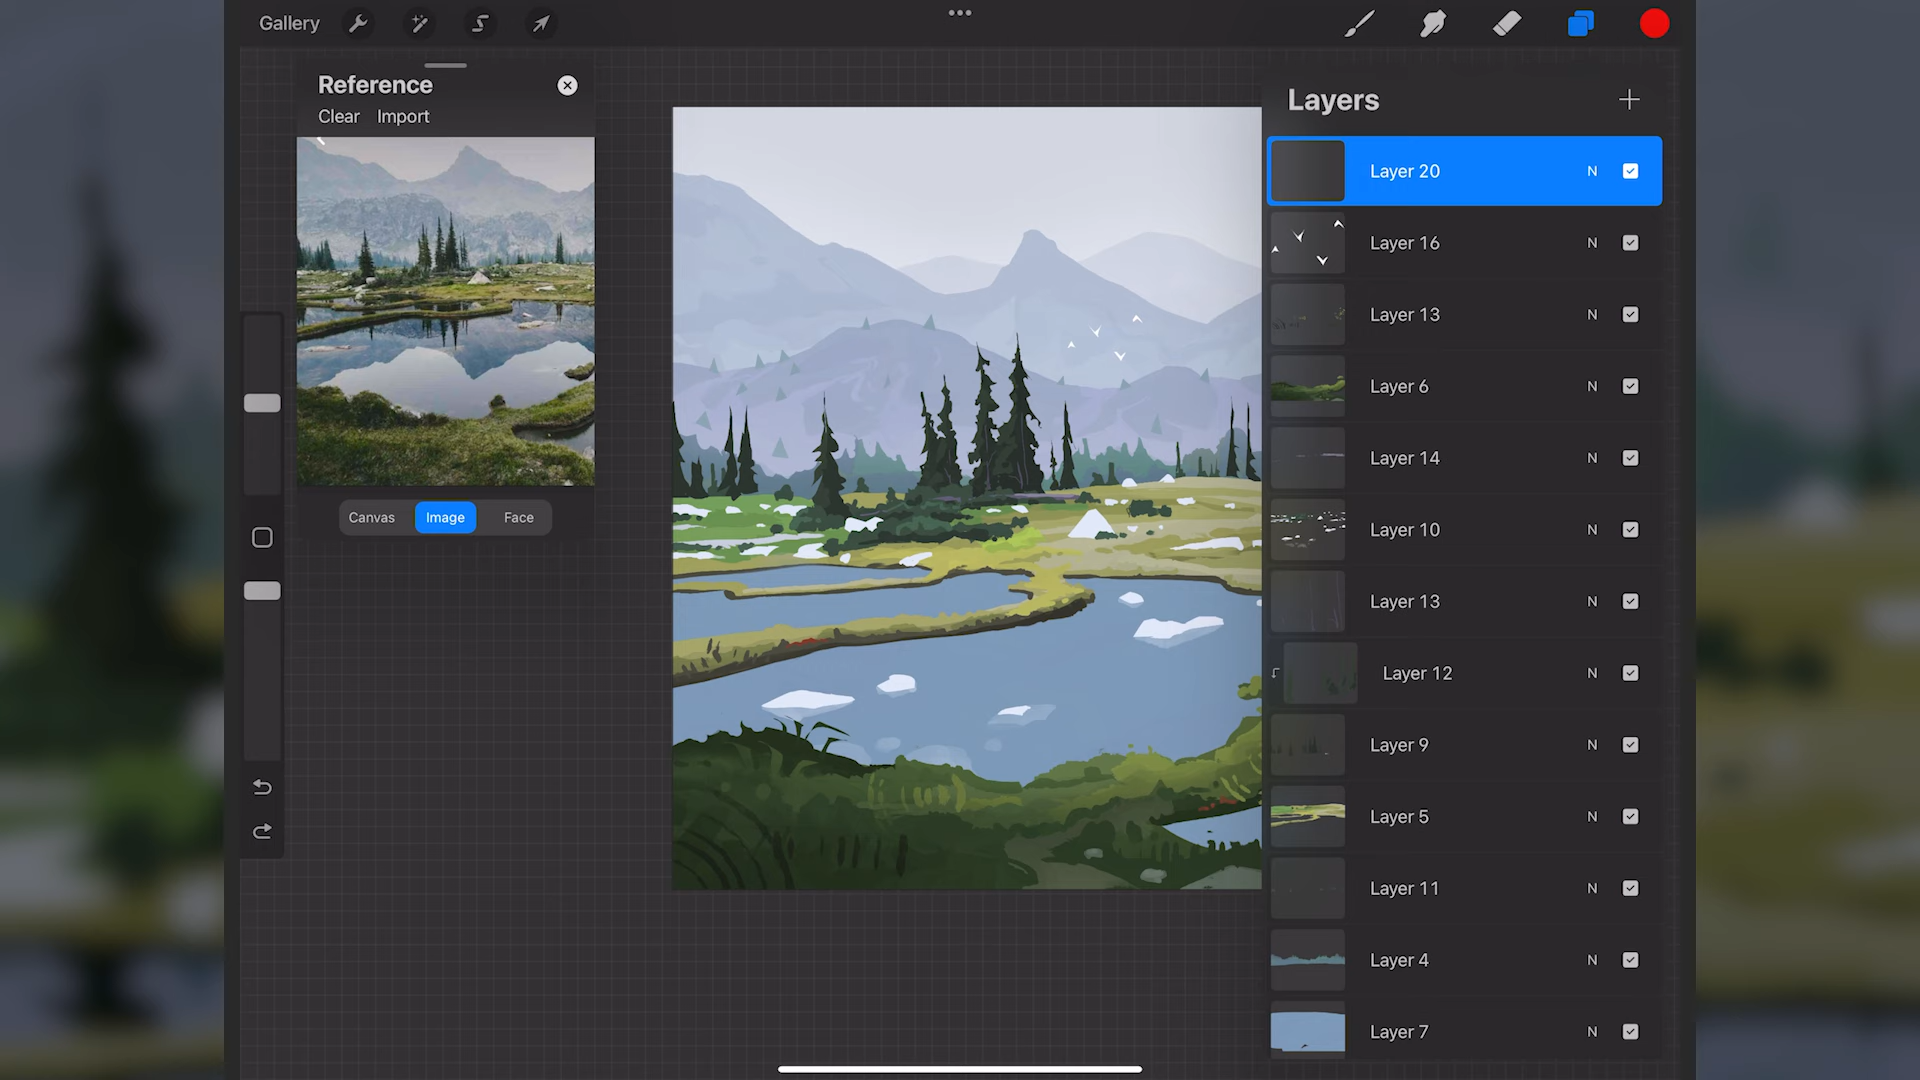 Gallery
Reference
Clear Import
Canvas Image Face
Layers
Layer 20 N
Layer 16 N
Layer 13 N
Layer 6 N
Layer 14 N
Layer 10 N
Layer 13 N
Layer 12 N
Layer 9 N
Layer 5 N
Layer 11 N
Layer 4 N
Layer 7 N